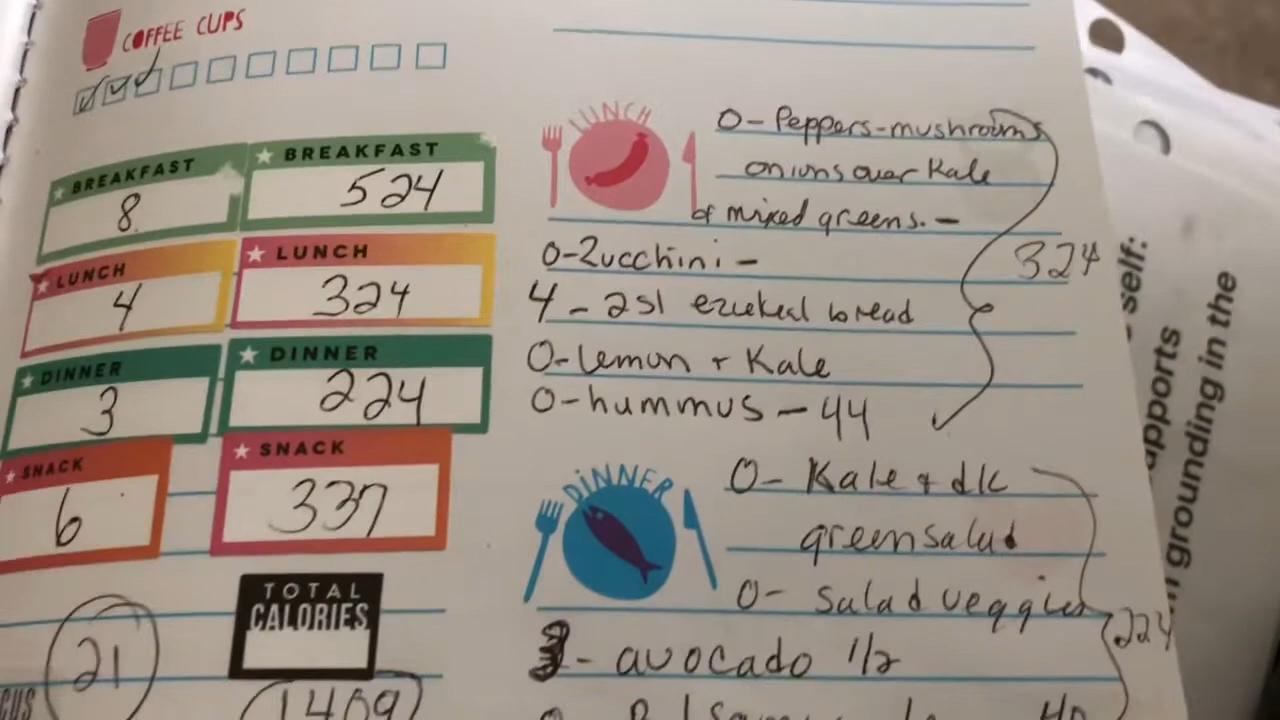 COFFEE CUPS
BREAKFAST
8
BREAKFAST
524
LUNCH
4
LUNCH
324
DINNER
3
DINNER
224
SNACK
6
SNACK
337
21
TOTAL
CALORIES
1409
LUNCH
0- Peppers-mushrooms
onions over Kale
of mixed greens. -
0-Zucchini -
4 - 2sl eziekeal bread
0-lemon + Kale
0-hummus - 44
324
DINNER
0- Kale & dk
green salad
0- salad veggies
3- avocado 1/2
224
self:
supports
grounding in the